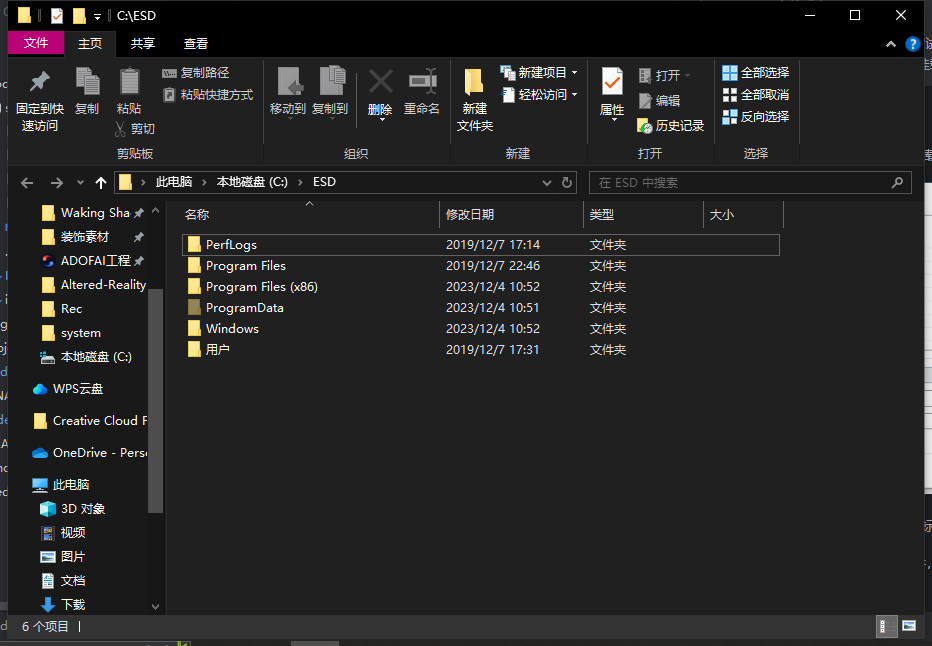 C:\ESD
文件 主页 共享 查看
固定到快速访问
复制
粘贴
复制路径
粘贴快捷方式
剪切
剪贴板
移动到
复制到
删除
重命名
组织
新建文件夹
新建项目
轻松访问
新建
属性
打开
编辑
历史记录
打开
全部选择
全部取消
反向选择
选择
此电脑 本地磁盘 (C:) ESD
在 ESD 中搜索
Waking Sha
装饰素材
ADOFAI工程
Altered-Reality
Rec
system
本地磁盘 (C:)
WPS云盘
Creative Cloud F
OneDrive - Perso
此电脑
3D 对象
视频
图片
文档
下载
名称 修改日期 类型 大小
PerfLogs 2019/12/7 17:14 文件夹
Program Files 2019/12/7 22:46 文件夹
Program Files (x86) 2023/12/4 10:52 文件夹
ProgramData 2023/12/4 10:51 文件夹
Windows 2023/12/4 10:52 文件夹
用户 2019/12/7 17:31 文件夹
6 个项目